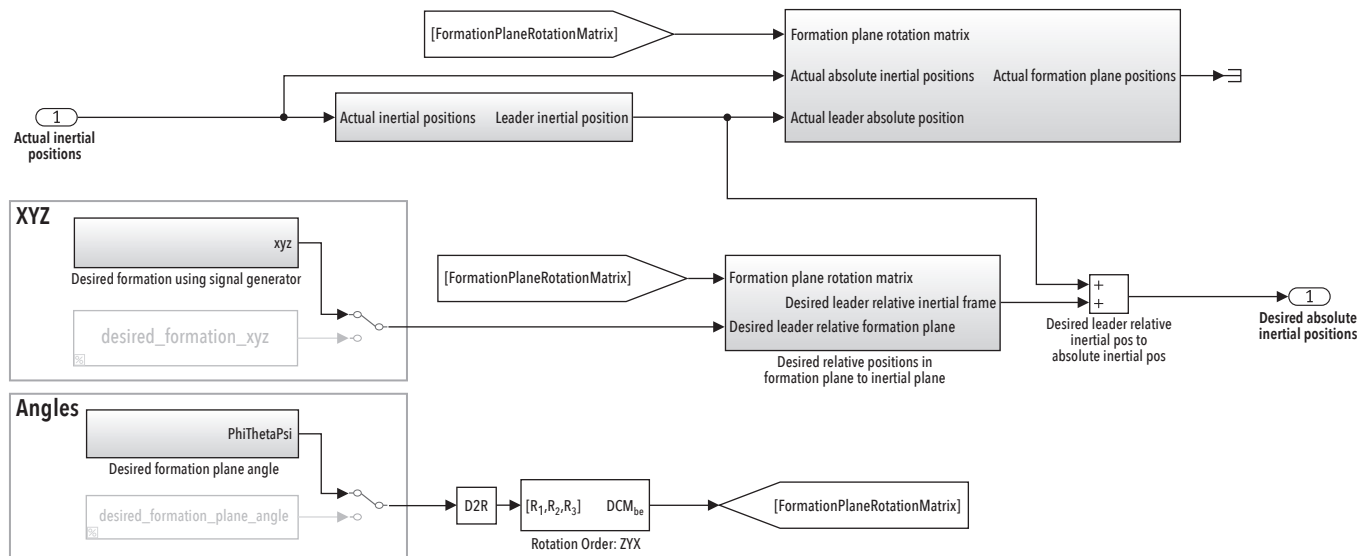 [FormationPlaneRotationMatrix]
Formation plane rotation matrix
Actual absolute inertial positions
Actual formation plane positions
Actual leader absolute position
1
Actual inertial
positions
Actual inertial positions
Leader inertial position
XYZ
xyz
Desired formation using signal generator
desired_formation_xyz
%
[FormationPlaneRotationMatrix]
Formation plane rotation matrix
Desired leader relative inertial frame
Desired leader relative formation plane
Desired relative positions in
formation plane to inertial plane
+
+
Desired leader relative
inertial pos to
absolute inertial pos
1
Desired absolute
inertial positions
Angles
PhiThetaPsi
Desired formation plane angle
desired_formation_plane_angle
%
D2R
[R₁,R₂,R₃]
DCM_be
Rotation Order: ZYX
[FormationPlaneRotationMatrix]